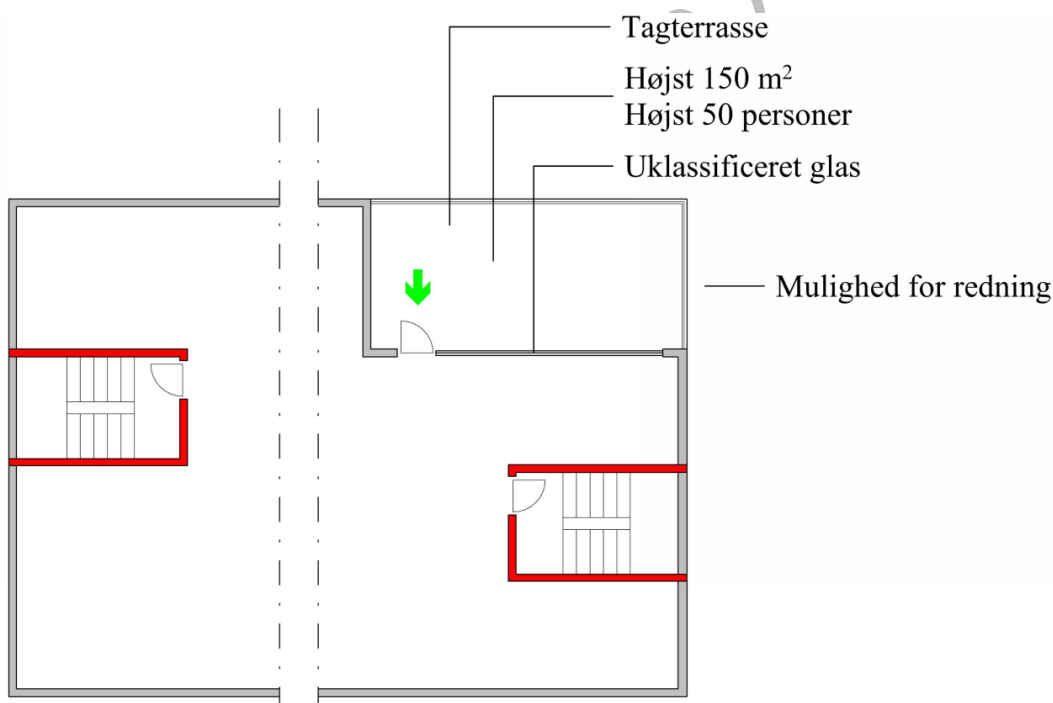 Tagterrasse
Højst 150 m²
Højst 50 personer
Uklassificeret glas
Mulighed for redning